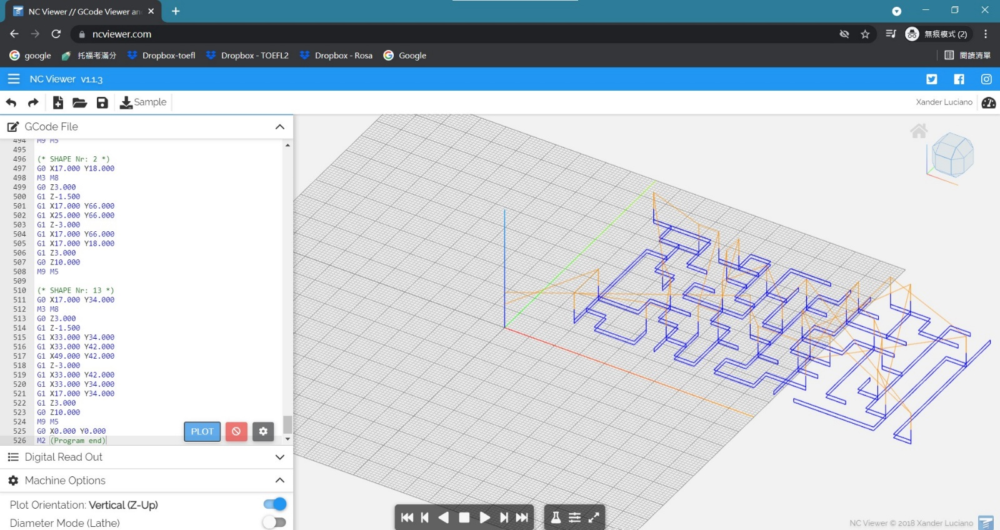 NC Viewer // GCode Viewer an
ncviewer.com
無痕模式 (2)
google
托福考滿分
Dropbox-toefl
Dropbox - TOEFL2
Dropbox - Rosa
Google
閱讀清單
NC Viewer v1.1.3
Sample
Xander Luciano
GCode File
494 M9 M5
495
496 (* SHAPE Nr: 2 *)
497 G0 X17.000 Y18.000
498 M3 M8
499 G0 Z3.000
500 G1 Z-1.500
501 G1 X17.000 Y66.000
502 G1 X25.000 Y66.000
503 G1 Z-3.000
504 G1 X17.000 Y66.000
505 G1 X17.000 Y18.000
506 G1 Z3.000
507 G0 Z10.000
508 M9 M5
509
510 (* SHAPE Nr: 13 *)
511 G0 X17.000 Y34.000
512 M3 M8
513 G0 Z3.000
514 G1 Z-1.500
515 G1 X33.000 Y34.000
516 G1 X33.000 Y42.000
517 G1 X49.000 Y42.000
518 G1 Z-3.000
519 G1 X33.000 Y42.000
520 G1 X33.000 Y34.000
521 G1 X17.000 Y34.000
522 G1 Z3.000
523 G0 Z10.000
524 M9 M5
525 G0 X0.000 Y0.000
526 M2 (Program end)
PLOT
Digital Read Out
Machine Options
Plot Orientation: Vertical (Z-Up)
Diameter Mode (Lathe)
NC Viewer © 2018 Xander Luciano